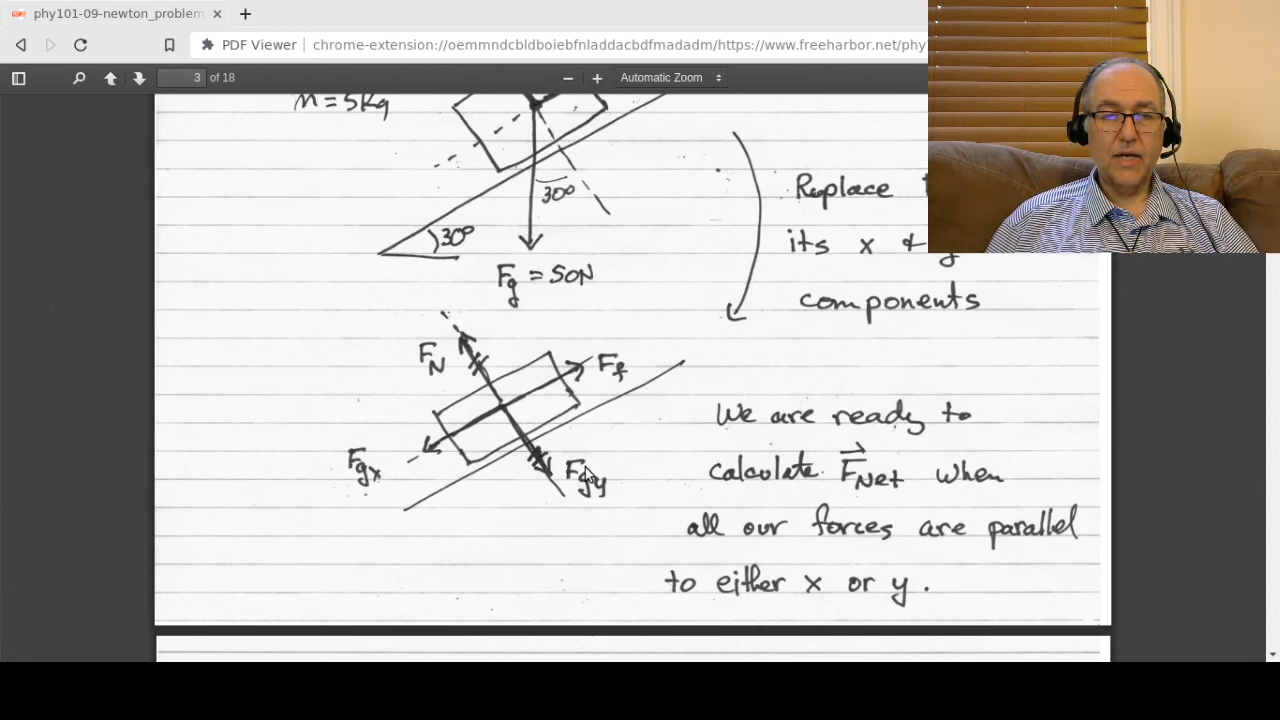 phy101-09-newton_problem
PDF Viewer
chrome-extension://oemmndcbldboiebfnladdacbdfmadadm/https://www.freeharbor.net/phy
3 of 18
Automatic Zoom
m = 5kg
30°
30°
Fg = 50N
Replace
its x & y
components
FN
Ff
Fgx
Fgy
We are ready to
calculate FNet when
all our forces are parallel
to either x or y.